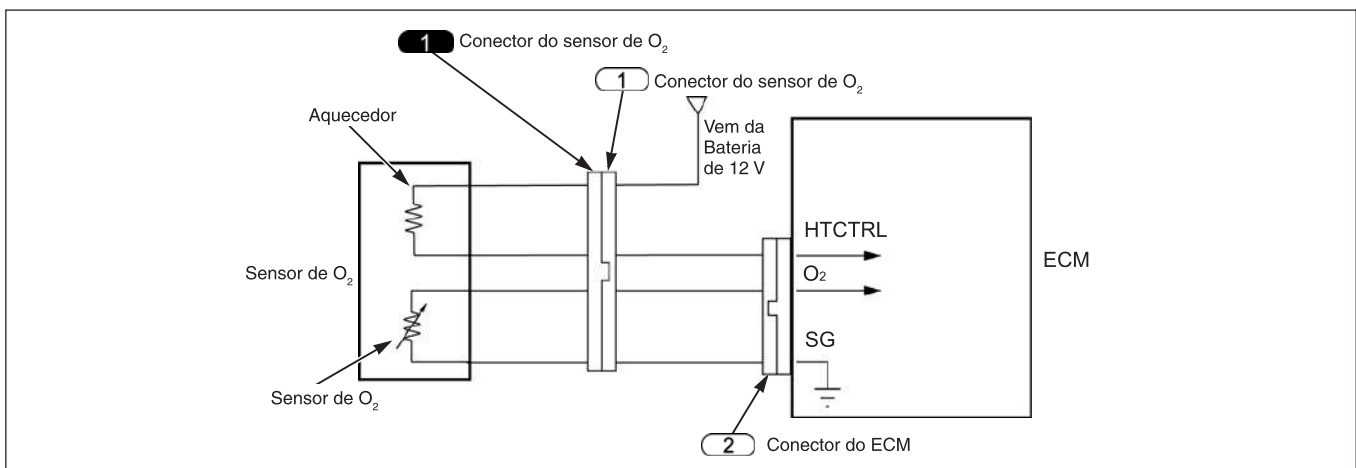 1 Conector do sensor de O₂
1 Conector do sensor de O₂
Aquecedor
Vem da
Bateria
de 12 V
HTCTRL
ECM
Sensor de O₂
O₂
SG
Sensor de O₂
2 Conector do ECM